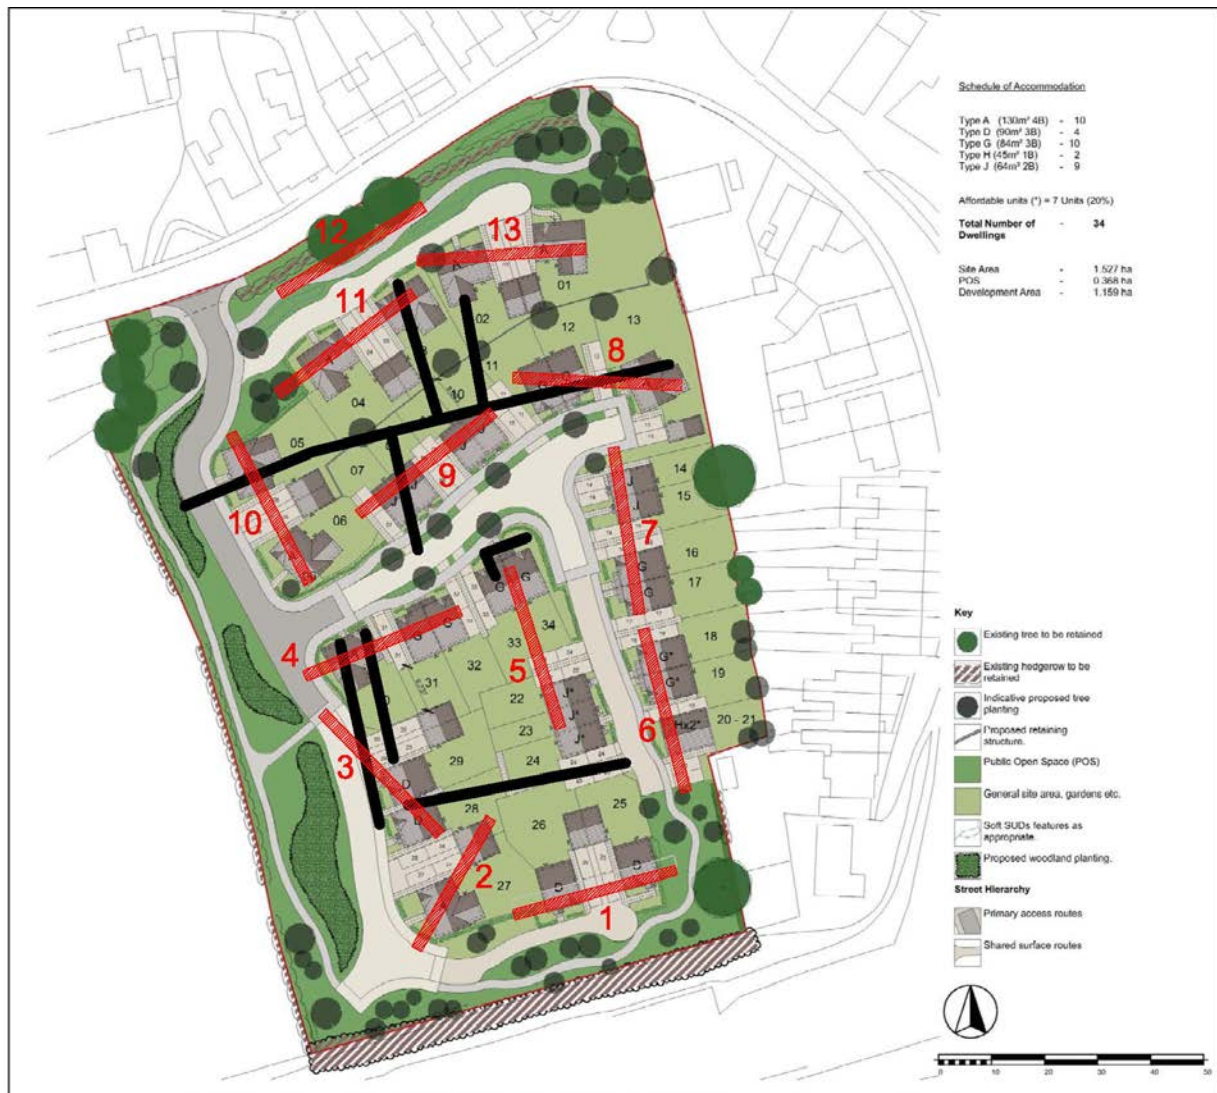 Schedule of Accommodation
Type A (130m² 4B) - 10
Type D (90m² 3B) - 4
Type G (84m² 3B) - 10
Type H (45m² 1B) - 2
Type J (64m² 2B) - 9
Affordable units (*) = 7 Units (20%)
Total Number of - 34
Dwellings
Site Area - 1.527 ha
POS - 0.368 ha
Development Area - 1.159 ha
12
13
11
01
02
12
13
8
11
10
04
05
07
9
06
10
14
15
7
16
17
G
G
G
G
4
33
34
5
32
31
22
18
19
G*
G*
J*
J*
J*
23
20 - 21
Hx2*
6
3
29
24
D
28
25
26
2
27
D
D
1
Key
Existing tree to be retained
Existing hedgerow to be
retained
Indicative proposed tree
planting
Proposed retaining
structure.
Public Open Space (POS)
General site area, gardens etc.
Soft SUDs features as
appropriate.
Proposed woodland planting.
Street Hierarchy
Primary access routes
Shared surface routes
0 10 20 30 40 50